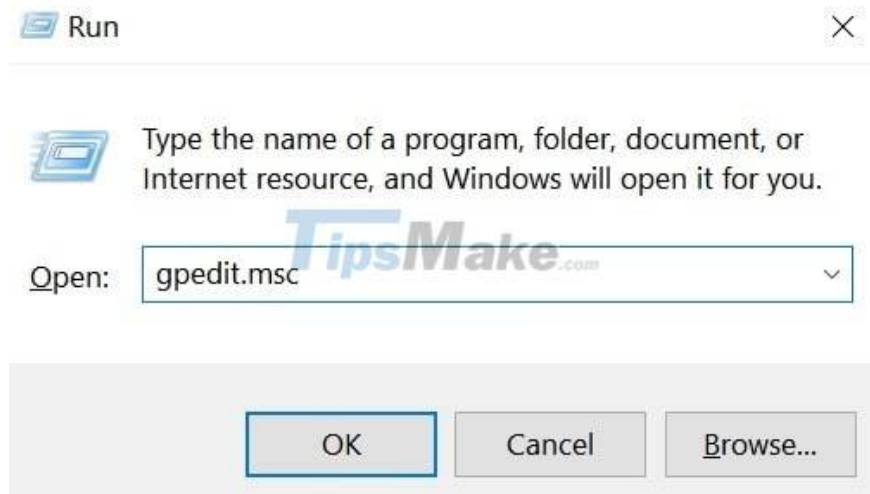 Run
Type the name of a program, folder, document, or
Internet resource, and Windows will open it for you.
TipsMake.com
Open: gpedit.msc
OK Cancel Browse...